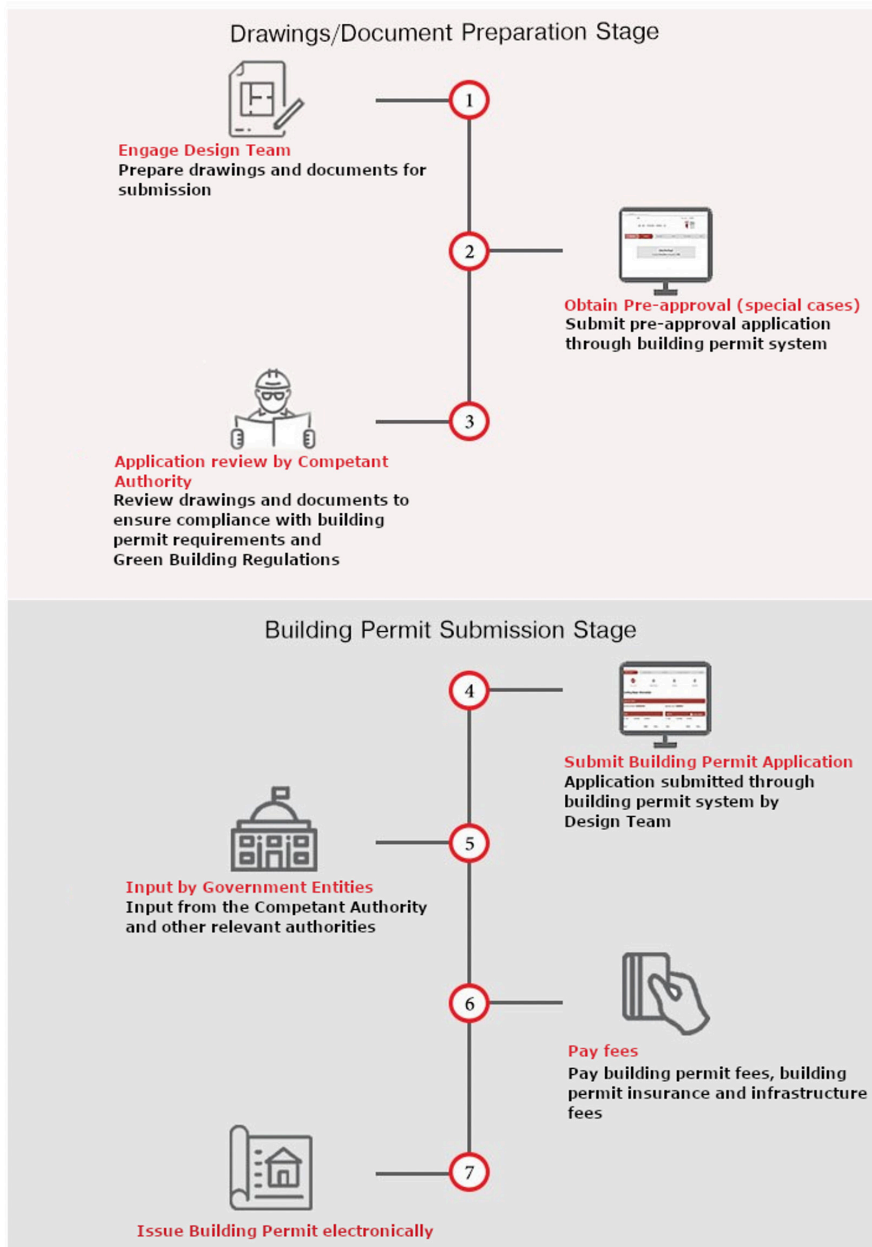 Drawings/Document Preparation Stage
1
Engage Design Team
Prepare drawings and documents for
submission
2
Obtain Pre-approval (special cases)
Submit pre-approval application
through building permit system
3
Application review by Competant
Authority
Review drawings and documents to
ensure compliance with building
permit requirements and
Green Building Regulations
Building Permit Submission Stage
4
Submit Building Permit Application
Application submitted through
building permit system by
Design Team
5
Input by Government Entities
Input from the Competant Authority
and other relevant authorities
6
Pay fees
Pay building permit fees, building
permit insurance and infrastructure
fees
7
Issue Building Permit electronically